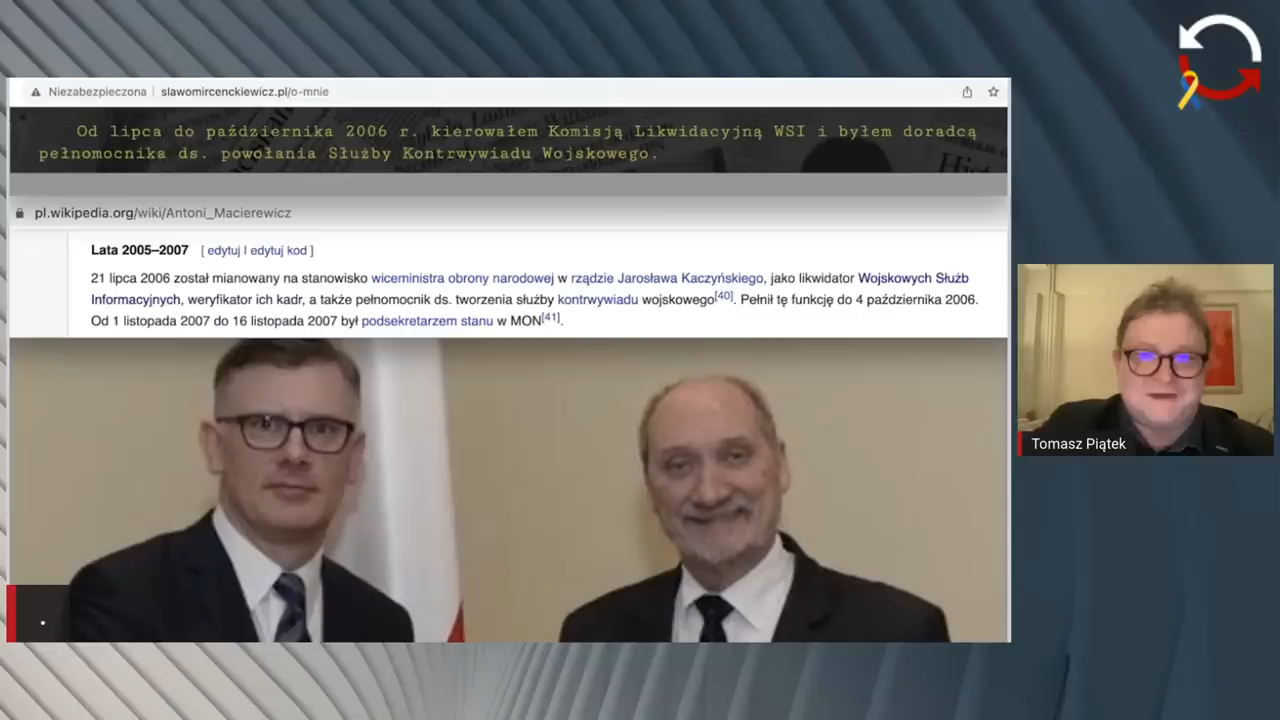 Niezabezpieczona slawomircenckiewicz.pl/o-mnie
Od lipca do października 2006 r. kierowałem Komisją Likwidacyjną WSI i byłem doradcą
pełnomocnika ds. powołania Służby Kontrwywiadu Wojskowego.
pl.wikipedia.org/wiki/Antoni_Macierewicz
Lata 2005–2007 [ edytuj | edytuj kod ]
21 lipca 2006 został mianowany na stanowisko wiceministra obrony narodowej w rządzie Jarosława Kaczyńskiego, jako likwidator Wojskowych Służb
Informacyjnych, weryfikator ich kadr, a także pełnomocnik ds. tworzenia służby kontrwywiadu wojskowego[40]. Pełnił tę funkcję do 4 października 2006.
Od 1 listopada 2007 do 16 listopada 2007 był podsekretarzem stanu w MON[41].
Tomasz Piątek
.